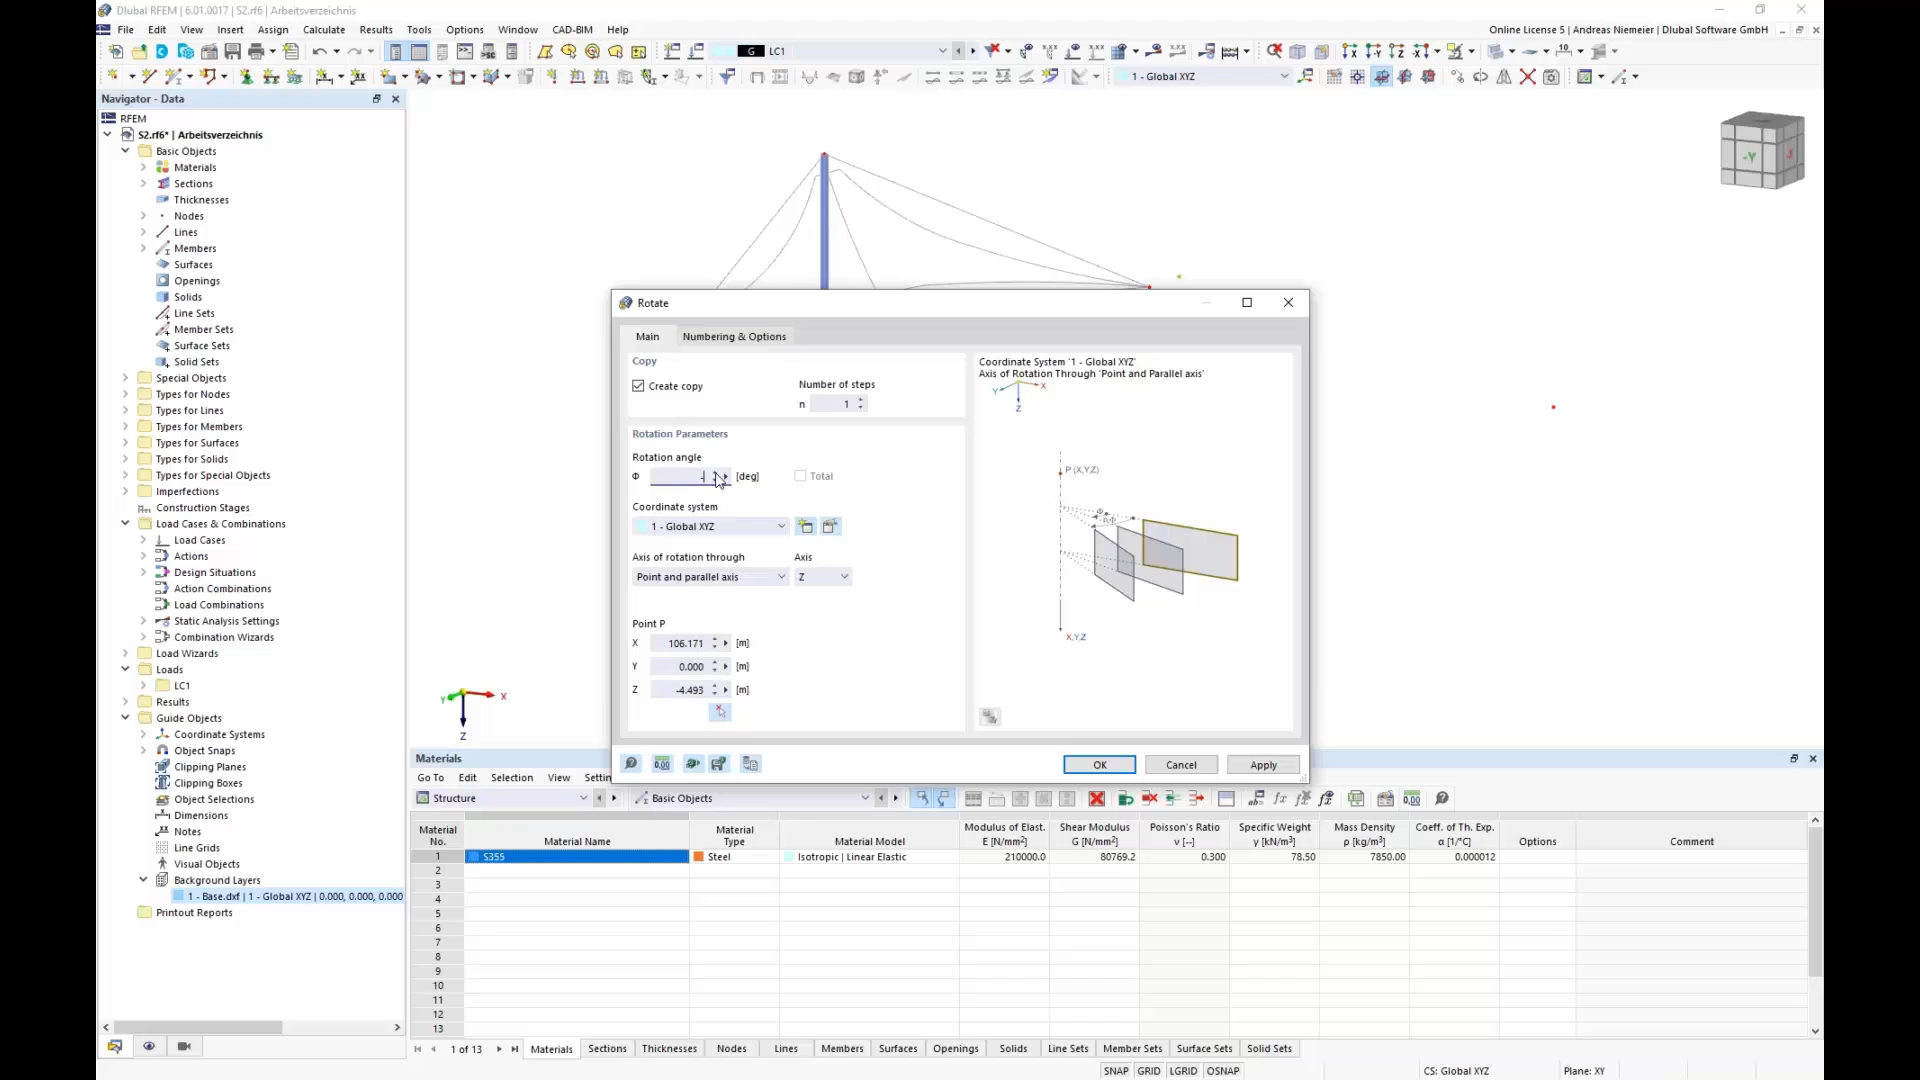 Dlubal RFEM | 6.01.0017 | S2.rf6 | Arbeitsverzeichnis
File Edit View Insert Assign Calculate Results Tools Options Window CAD-BIM Help
Online License 5 | Andreas Niemeier | Dlubal Software GmbH
G LC1
1 - Global XYZ
Navigator - Data
RFEM
S2.rf6* | Arbeitsverzeichnis
Basic Objects
Materials
Sections
Thicknesses
Nodes
Lines
Members
Surfaces
Openings
Solids
Line Sets
Member Sets
Surface Sets
Solid Sets
Special Objects
Types for Nodes
Types for Lines
Types for Members
Types for Surfaces
Types for Solids
Types for Special Objects
Imperfections
Construction Stages
Load Cases & Combinations
Load Cases
Actions
Design Situations
Action Combinations
Load Combinations
Static Analysis Settings
Combination Wizards
Load Wizards
Loads
LC1
Results
Guide Objects
Coordinate Systems
Object Snaps
Clipping Planes
Clipping Boxes
Object Selections
Dimensions
Notes
Line Grids
Visual Objects
Background Layers
1 - Base.dxf | 1 - Global XYZ | 0.000, 0.000, 0.000
Printout Reports
-Y
Y X
Z
Rotate
Main Numbering & Options
Copy
Create copy
Number of steps
n 1
Rotation Parameters
Rotation angle
Φ - [deg] Total
Coordinate system
1 - Global XYZ
Axis of rotation through Axis
Point and parallel axis Z
Point P
X 106.171 [m]
Y 0.000 [m]
Z -4.493 [m]
Coordinate System '1 - Global XYZ'
Axis of Rotation Through 'Point and Parallel axis'
Y X
Z
P (X,Y,Z)
X,Y,Z
OK Cancel Apply
Materials
Go To Edit Selection View Settin
Structure Basic Objects
Material No. Material Name Material Type Material Model Modulus of Elast. E [N/mm²] Shear Modulus G [N/mm²] Poisson's Ratio ν [--] Specific Weight γ [kN/m³] Mass Density ρ [kg/m³] Coeff. of Th. Exp. α [1/°C] Options Comment
1 S355 Steel Isotropic | Linear Elastic 210000.0 80769.2 0.300 78.50 7850.00 0.000012
2
3
4
5
6
7
8
9
10
11
12
13
1 of 13 Materials Sections Thicknesses Nodes Lines Members Surfaces Openings Solids Line Sets Member Sets Surface Sets Solid Sets
SNAP GRID LGRID OSNAP CS: Global XYZ Plane: XY